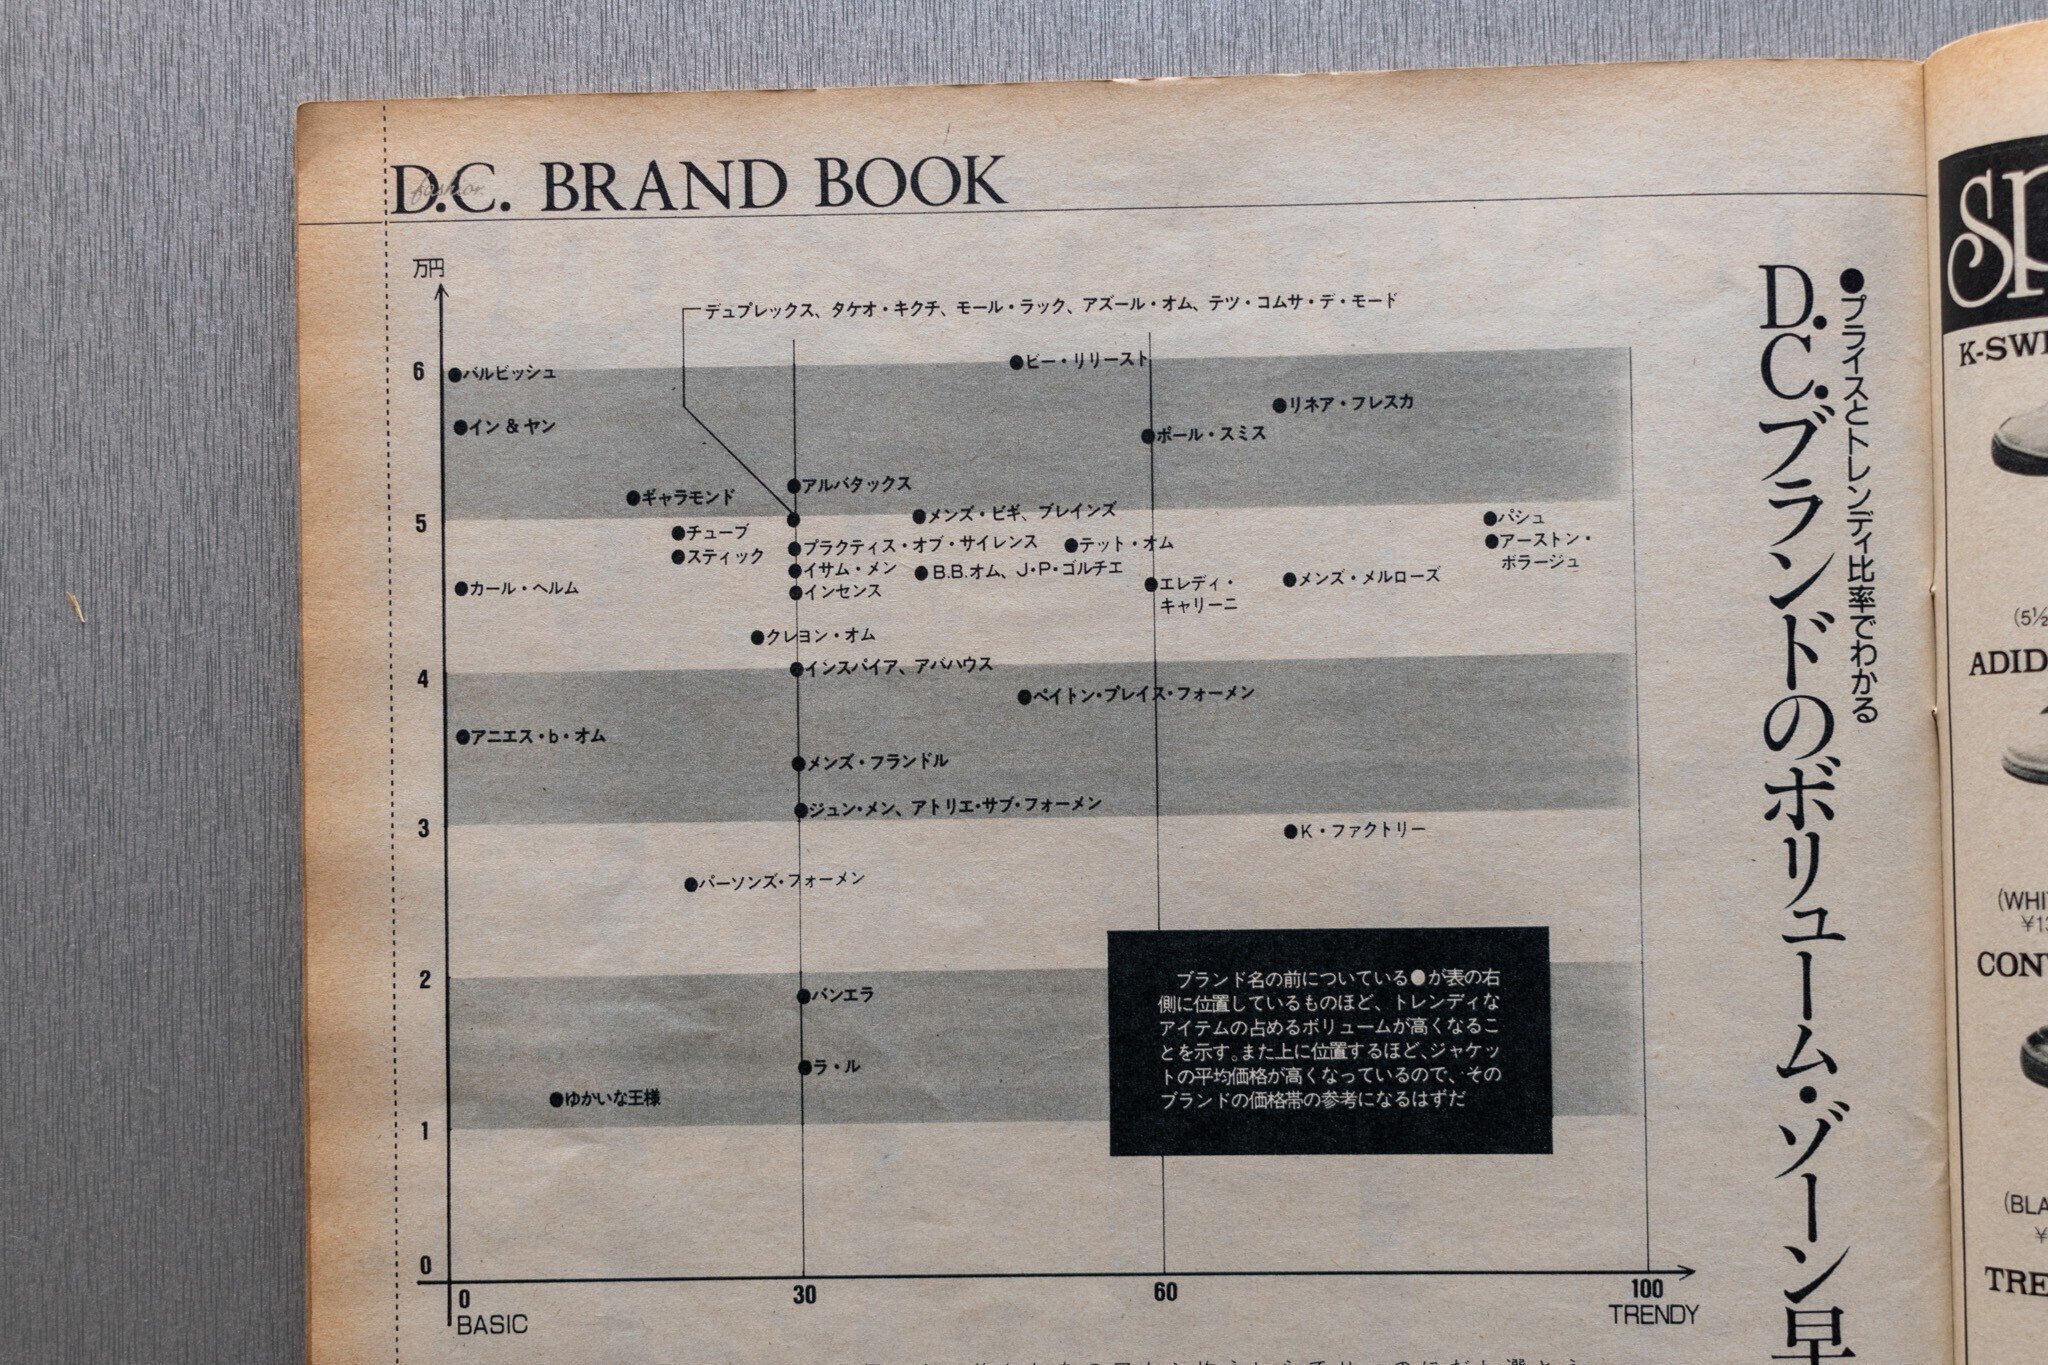 D.C. BRAND BOOK
fashion
●プライスとトレンディ比率でわかる
D.C.ブランドのボリューム・ゾーン早
万円
デュプレックス、タケオ・キクチ、モール・ラック、アズール・オム、テツ・コムサ・デ・モード
6
●バルビッシュ
●ビー・リリースト
●リネア・フレスカ
●イン&ヤン
●ポール・スミス
●アルバタックス
●ギャラモンド
5
●メンズ・ビギ、ブレインズ
●パシュ
●チューブ
●プラクティス・オブ・サイレンス
●テット・オム
●アーストン・
ボラージュ
●スティック
●イサム・メン
●B.B.オム、J・P・ゴルチエ
●メンズ・メルローズ
●カール・ヘルム
●インセンス
●エレディ・
キャリーニ
●クレヨン・オム
4
●インスパイア、アバハウス
●ペイトン・プレイス・フォーメン
●アニエス・b・オム
●メンズ・フランドル
●ジュン・メン、アトリエ・サブ・フォーメン
3
●K・ファクトリー
●パーソンズ・フォーメン
2
●バンエラ
●ラ・ル
●ゆかいな王様
1
ブランド名の前についている●が表の右
側に位置しているものほど、トレンディな
アイテムの占めるボリュームが高くなるこ
とを示す。また上に位置するほど、ジャケッ
トの平均価格が高くなっているので、その
ブランドの価格帯の参考になるはずだ
0
0
30
60
100
BASIC
TRENDY
K-SWI
(5½
ADID
(WHI
¥13
CON
(BLA
¥
TRE